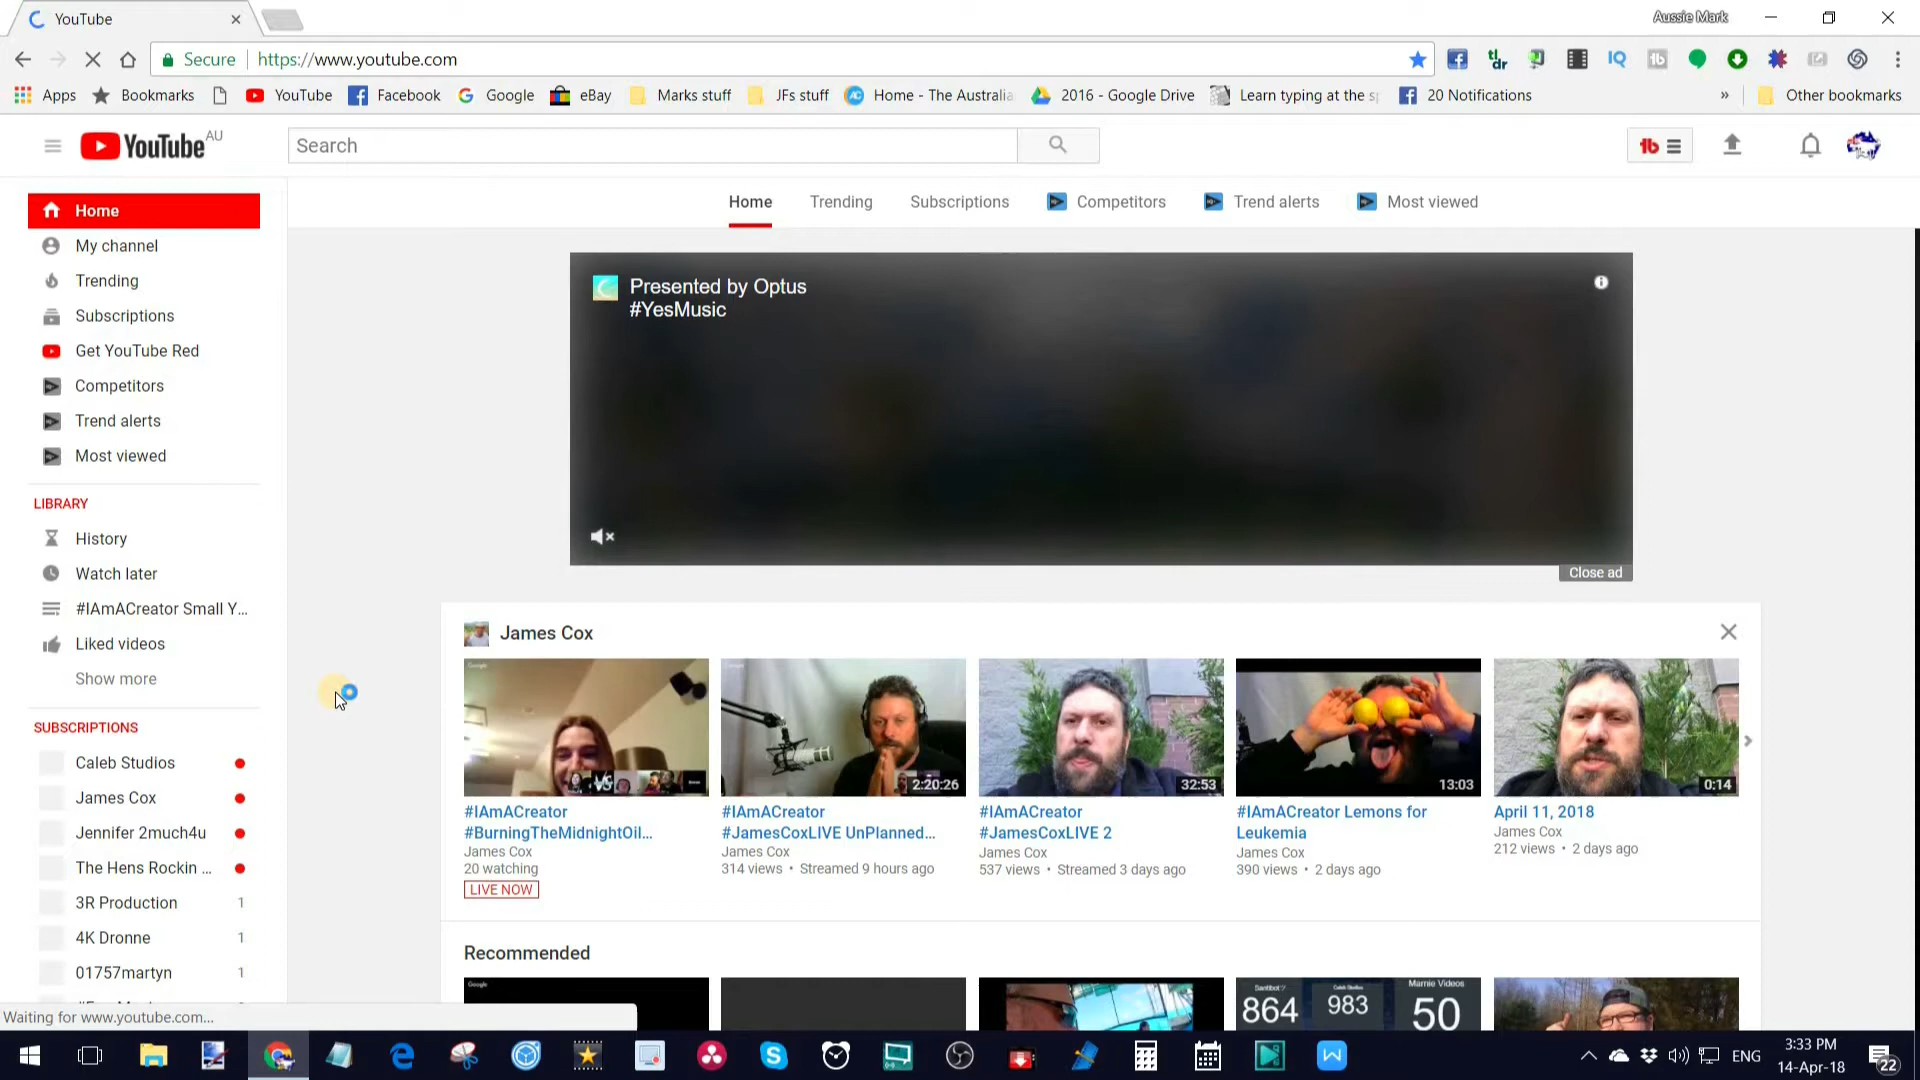 YouTube
Aussie Mark
Secure
https://www.youtube.com
Apps
Bookmarks
YouTube
Facebook
Google
eBay
Marks stuff
JFs stuff
Home - The Australia
2016 - Google Drive
Learn typing at the sp
20 Notifications
»
Other bookmarks
YouTube AU
Search
Home
Trending
Subscriptions
Competitors
Trend alerts
Most viewed
Home
My channel
Trending
Subscriptions
Get YouTube Red
Competitors
Trend alerts
Most viewed
LIBRARY
History
Watch later
#IAmACreator Small Y...
Liked videos
Show more
SUBSCRIPTIONS
Caleb Studios
James Cox
Jennifer 2much4u
The Hens Rockin ...
3R Production 1
4K Dronne 1
01757martyn 1
Presented by Optus
#YesMusic
Close ad
James Cox
#IAmACreator
#BurningTheMidnightOil...
James Cox
20 watching
LIVE NOW
2:20:26
#IAmACreator
#JamesCoxLIVE UnPlanned...
James Cox
314 views • Streamed 9 hours ago
32:53
#IAmACreator
#JamesCoxLIVE 2
James Cox
537 views • Streamed 3 days ago
13:03
#IAmACreator Lemons for
Leukemia
James Cox
390 views • 2 days ago
0:14
April 11, 2018
James Cox
212 views • 2 days ago
Recommended
Google
864
Caleb Studios
983
Marnie Videos
50
Waiting for www.youtube.com...
ENG
3:33 PM
14-Apr-18
22